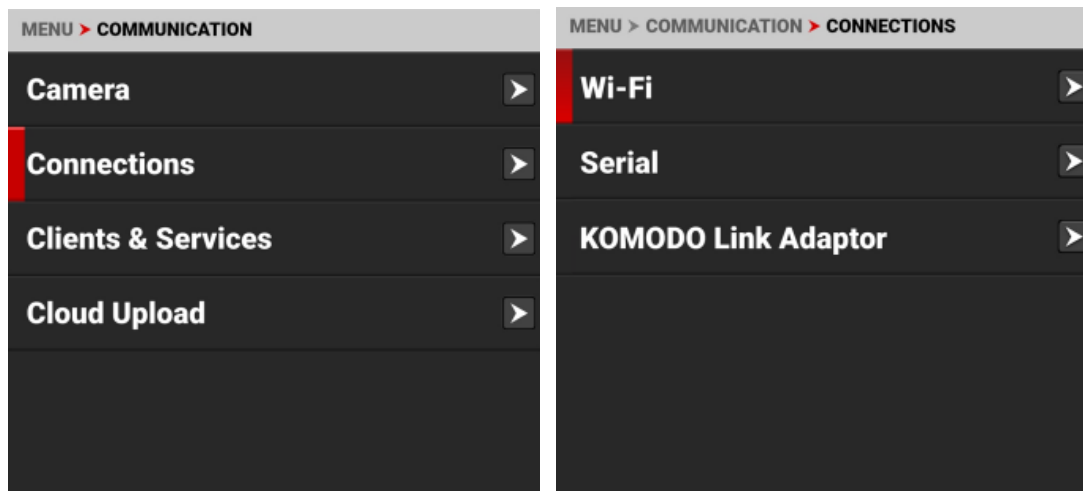 MENU > COMMUNICATION
Camera
Connections
Clients & Services
Cloud Upload
MENU > COMMUNICATION > CONNECTIONS
Wi-Fi
Serial
KOMODO Link Adaptor